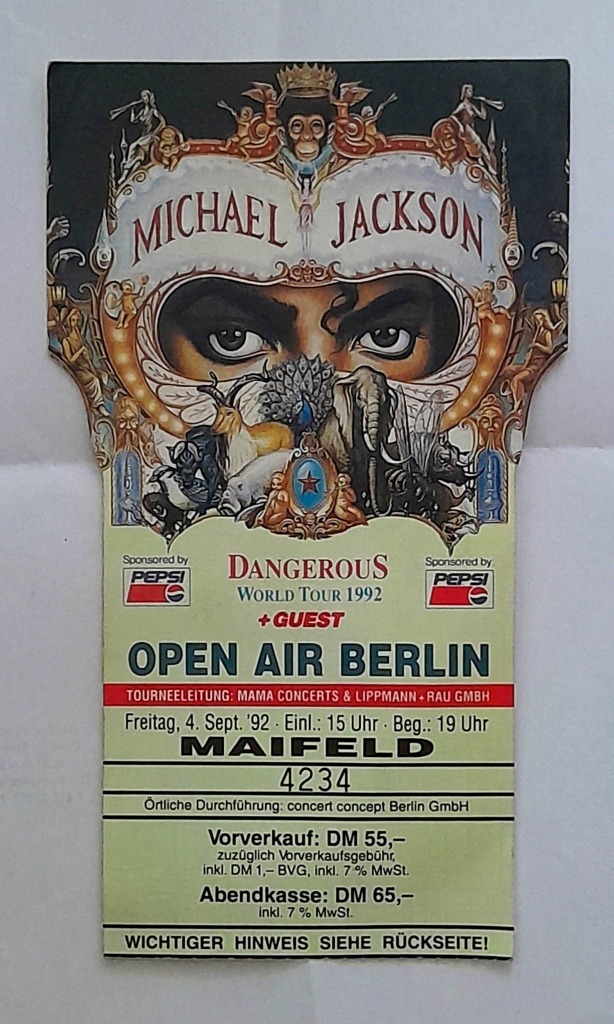 MICHAEL JACKSON
Sponsored by
PEPSI
DANGEROUS
WORLD TOUR 1992
+ GUEST
Sponsored by
PEPSI
OPEN AIR BERLIN
TOURNEELEITUNG: MAMA CONCERTS & LIPPMANN + RAU GMBH
Freitag, 4. Sept. '92 · Einl.: 15 Uhr · Beg.: 19 Uhr
MAIFELD
4234
Örtliche Durchführung: concert concept Berlin GmbH
Vorverkauf: DM 55,–
zuzüglich Vorverkaufsgebühr,
inkl. DM 1,– BVG, inkl. 7 % MwSt.
Abendkasse: DM 65,–
inkl. 7 % MwSt.
WICHTIGER HINWEIS SIEHE RÜCKSEITE!